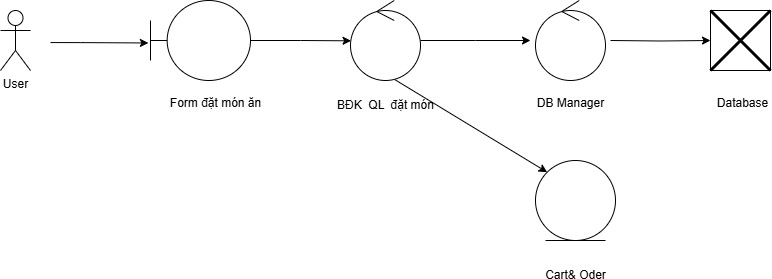 User
Form đặt món ăn
BĐK QL đặt món
DB Manager
Database
Cart& Oder